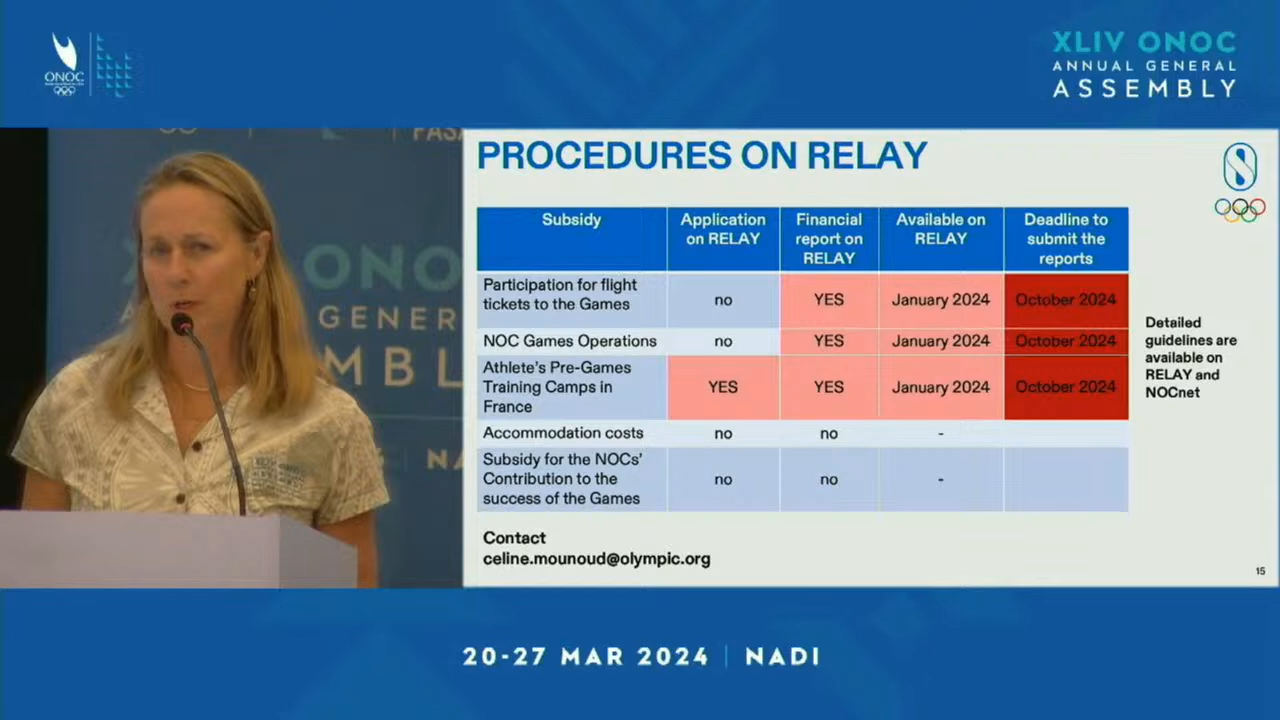 ONOC
XLIV ONOC
ANNUAL GENERAL
ASSEMBLY
ONO
GENER
MBL
NA
PROCEDURES ON RELAY
Subsidy
Application
on RELAY
Financial
report on
RELAY
Available on
RELAY
Deadline to
submit the
reports
Participation for flight
tickets to the Games
no
YES
January 2024
October 2024
NOC Games Operations
no
YES
January 2024
October 2024
Athlete's Pre-Games
Training Camps in
France
YES
YES
January 2024
October 2024
Accommodation costs
no
no
-
Subsidy for the NOCs'
Contribution to the
success of the Games
no
no
-
Detailed
guidelines are
available on
RELAY and
NOCnet
Contact
celine.mounoud@olympic.org
15
20-27 MAR 2024 | NADI